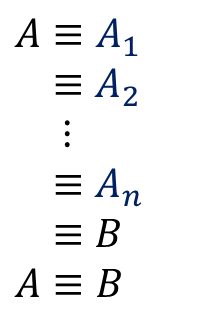 A ≡ A₁
≡ A₂
⋮
≡ Aₙ
≡ B
A ≡ B